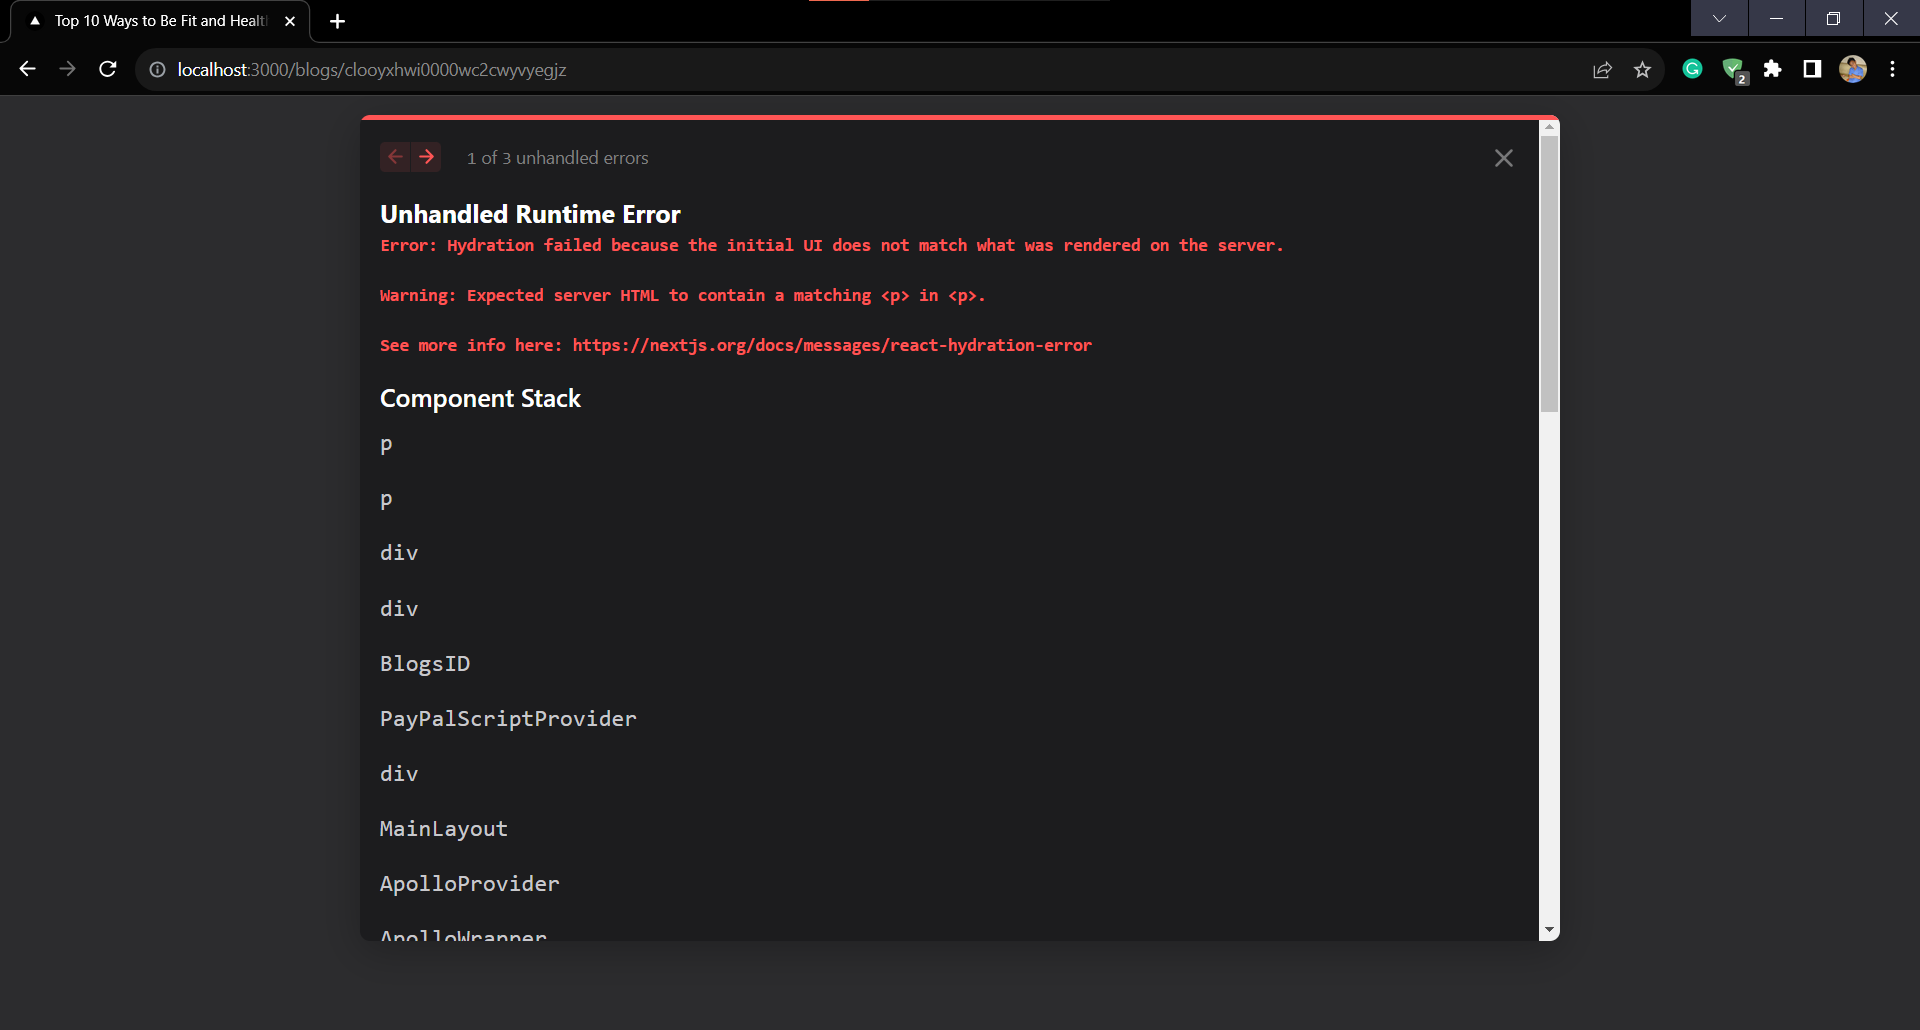 Top 10 Ways to Be Fit and Healt
localhost:3000/blogs/clooyxhwi0000wc2cwyvyegjz
2
1 of 3 unhandled errors
Unhandled Runtime Error
Error: Hydration failed because the initial UI does not match what was rendered on the server.
Warning: Expected server HTML to contain a matching <p> in <p>.
See more info here: https://nextjs.org/docs/messages/react-hydration-error
Component Stack
p
p
div
div
BlogsID
PayPalScriptProvider
div
MainLayout
ApolloProvider
ApolloWrapper